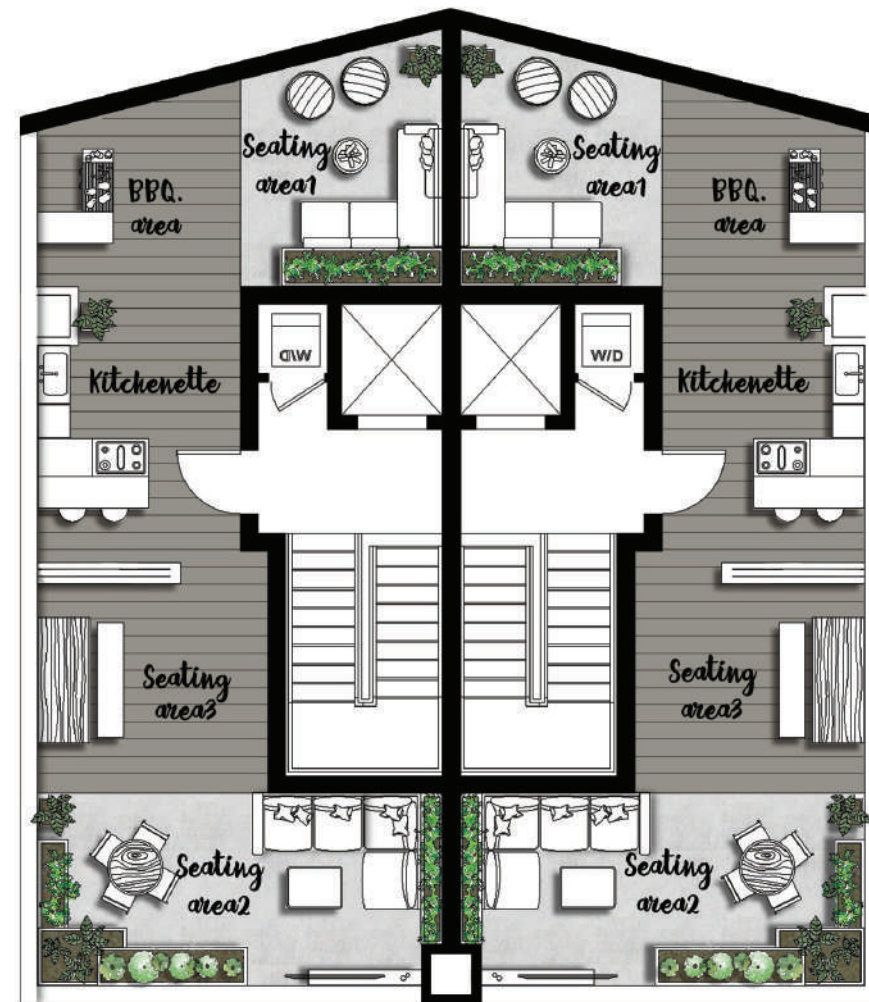 Seating
area1
Seating
area1
BBQ.
area
BBQ.
area
W/D
W/D
Kitchenette
Kitchenette
Seating
area3
Seating
area3
Seating
area2
Seating
area2